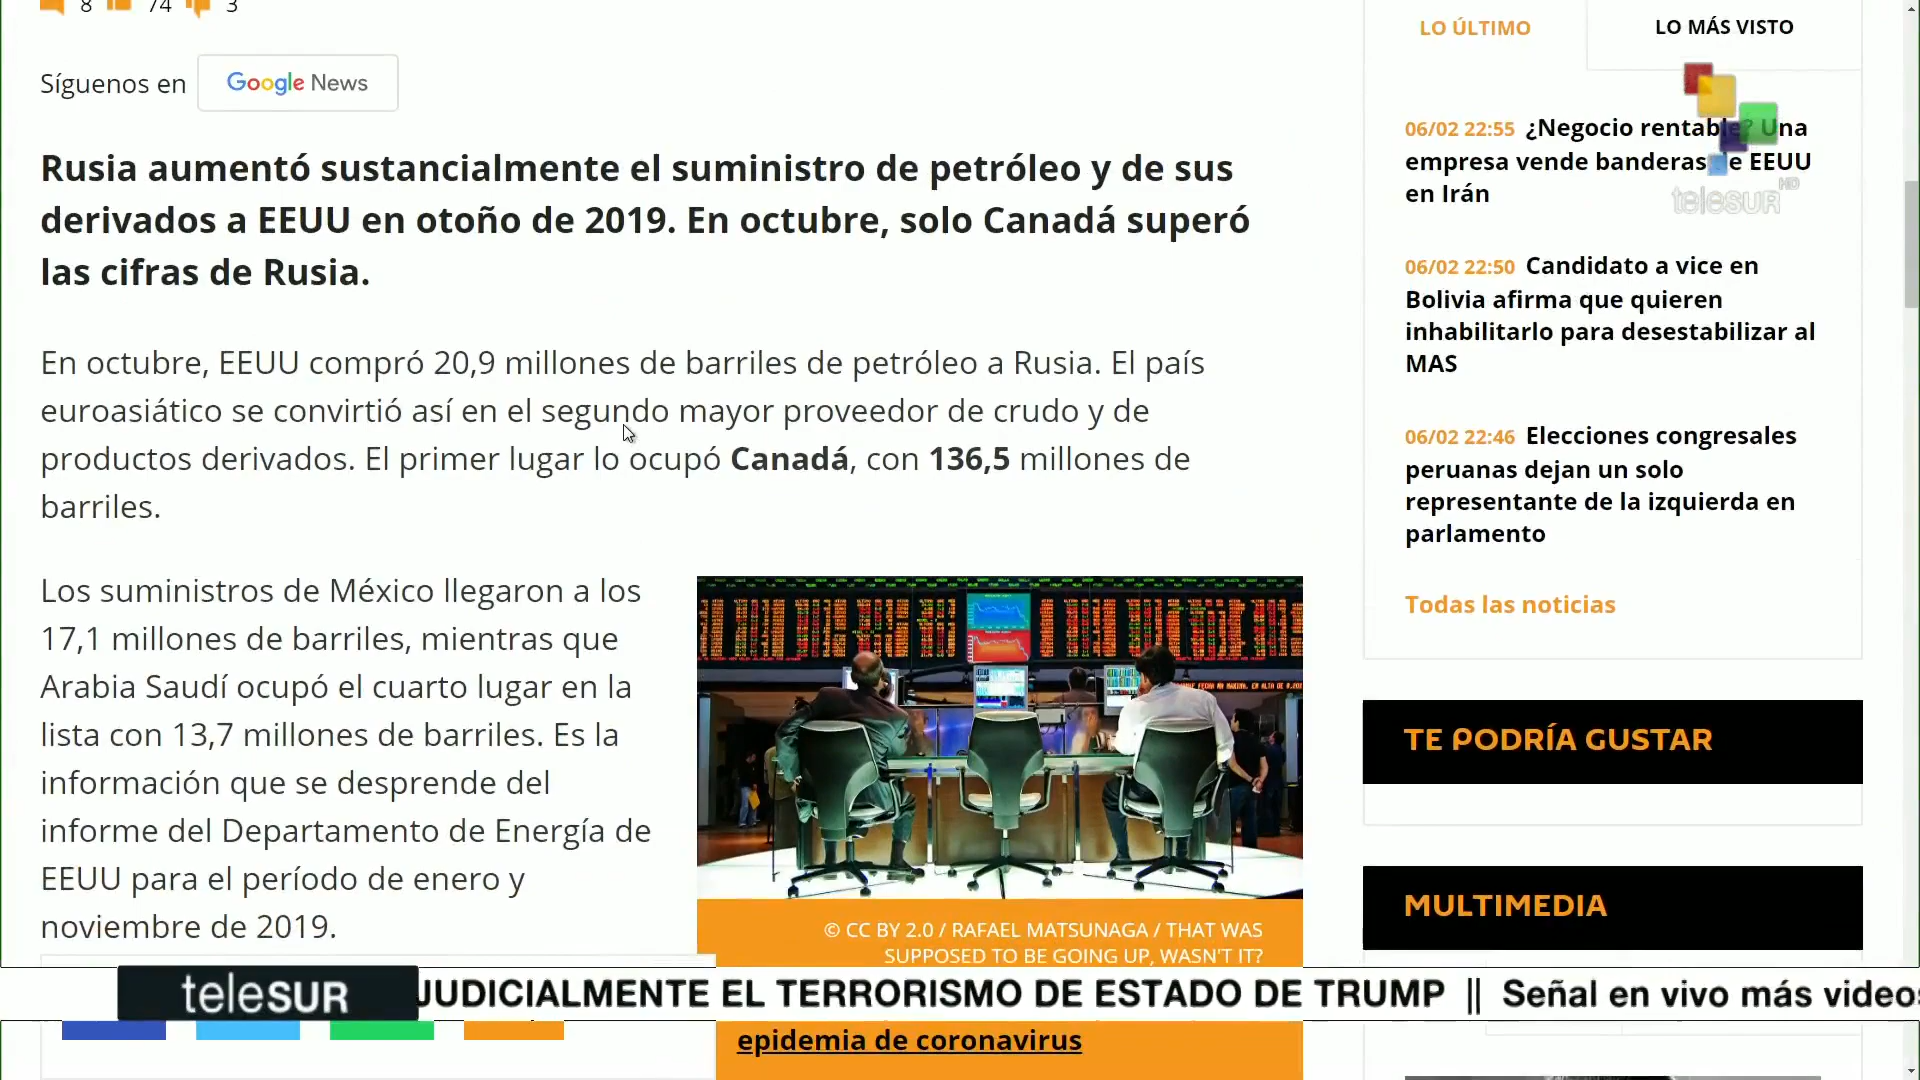 8 74 3
Síguenos en Google News
Rusia aumentó sustancialmente el suministro de petróleo y de sus
derivados a EEUU en otoño de 2019. En octubre, solo Canadá superó
las cifras de Rusia.
En octubre, EEUU compró 20,9 millones de barriles de petróleo a Rusia. El país
euroasiático se convirtió así en el segundo mayor proveedor de crudo y de
productos derivados. El primer lugar lo ocupó Canadá, con 136,5 millones de
barriles.
Los suministros de México llegaron a los
17,1 millones de barriles, mientras que
Arabia Saudí ocupó el cuarto lugar en la
lista con 13,7 millones de barriles. Es la
información que se desprende del
informe del Departamento de Energía de
EEUU para el período de enero y
noviembre de 2019.
© CC BY 2.0 / RAFAEL MATSUNAGA / THAT WAS
SUPPOSED TO BE GOING UP, WASN'T IT?
epidemia de coronavirus
LO ÚLTIMO
LO MÁS VISTO
06/02 22:55 ¿Negocio rentable? Una
empresa vende banderas de EEUU
en Irán
06/02 22:50 Candidato a vice en
Bolivia afirma que quieren
inhabilitarlo para desestabilizar al
MAS
06/02 22:46 Elecciones congresales
peruanas dejan un solo
representante de la izquierda en
parlamento
Todas las noticias
TE PODRÍA GUSTAR
MULTIMEDIA
teleSUR HD
teleSUR
JUDICIALMENTE EL TERRORISMO DE ESTADO DE TRUMP || Señal en vivo más videos